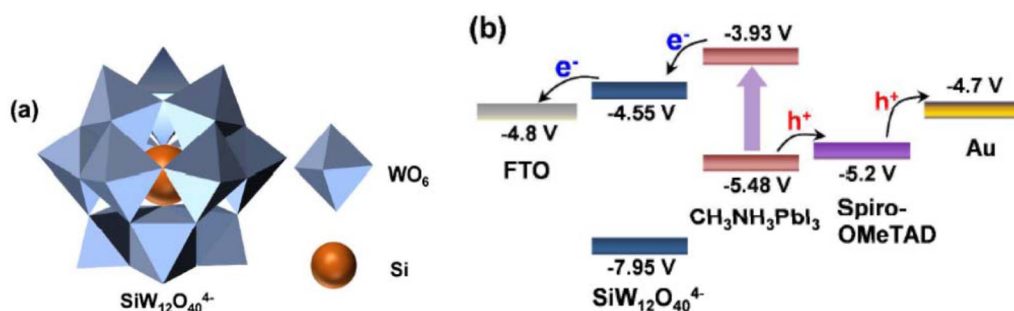 (a)
WO6
Si
SiW12O40^4-
(b)
e-
e-
-3.93 V
-4.55 V
-4.8 V
FTO
h+
h+
-4.7 V
Au
-5.48 V
-5.2 V
CH3NH3PbI3
Spiro-
OMeTAD
-7.95 V
SiW12O40^4-